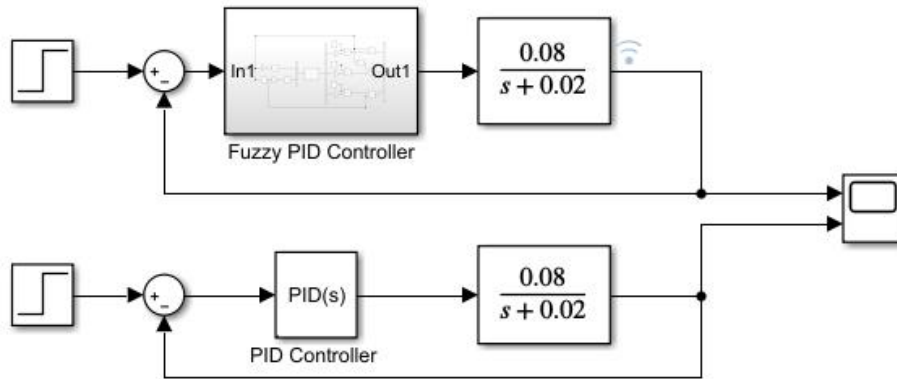 +
-
In1
Out1
0.08
s + 0.02
Fuzzy PID Controller
+
-
PID(s)
0.08
s + 0.02
PID Controller